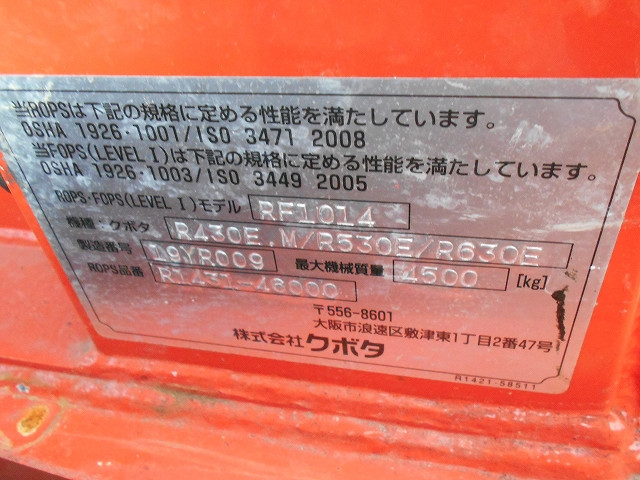 当ROPSは下記の規格に定める性能を満たしています。
OSHA 1926・1001/ISO 3471 2008
当FOPS(LEVEL I)は下記の規格に定める性能を満たしています。
OSHA 1926・1003/ISO 3449 2005
ROPS・FOPS(LEVEL I)モデル RF1014
機種・クボタ R430E,M/R530E/R630E
製造番号 19YR009 最大機械質量 4500 [kg]
ROPS品番 R1431-46000
〒556-8601
大阪市浪速区敷津東1丁目2番47号
株式会社クボタ
R1421-58511